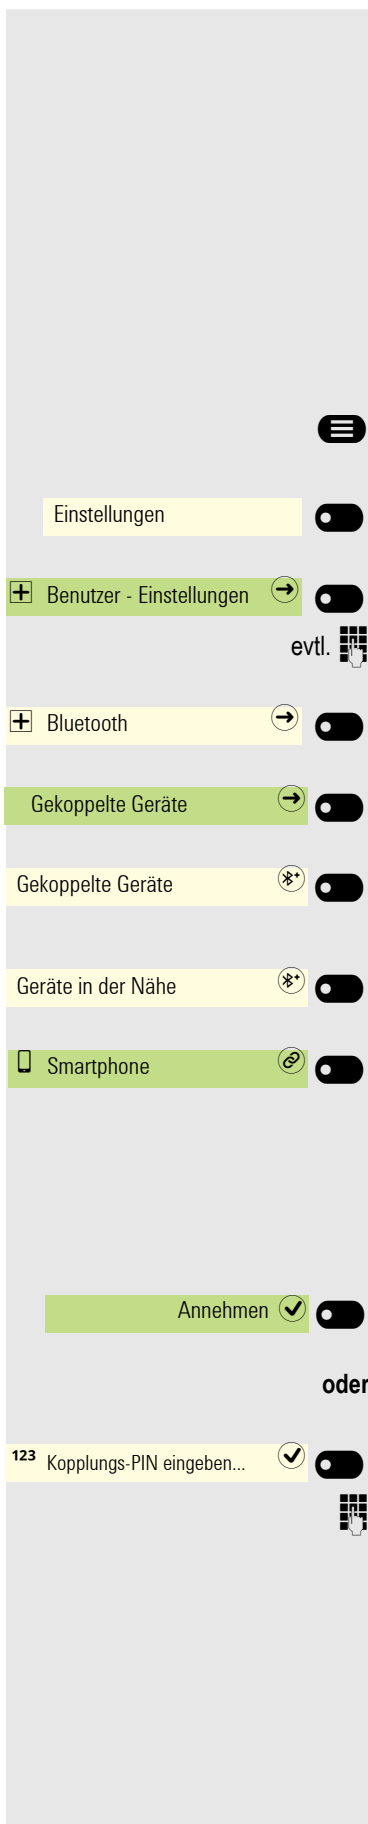 Einstellungen
Benutzer - Einstellungen
evtl.
Bluetooth
Gekoppelte Geräte
Gekoppelte Geräte
Geräte in der Nähe
Smartphone
Annehmen
oder
123 Kopplungs-PIN eingeben...